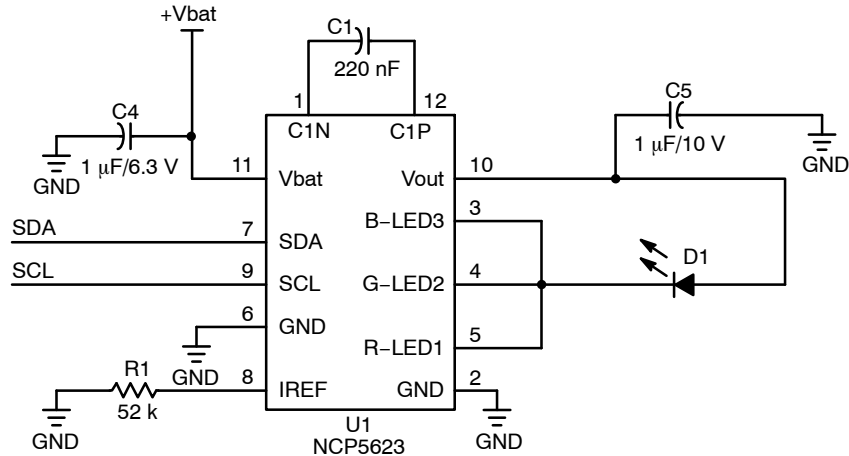 +Vbat
C1
220 nF
1
12
C4
C5
C1N
C1P
1 μF/6.3 V
1 μF/10 V
GND
GND
11
Vbat
Vout
10
SDA
7
SDA
B−LED3
3
SCL
9
SCL
G−LED2
4
D1
6
GND
R−LED1
5
GND
R1
8
IREF
GND
2
52 k
GND
GND
U1
NCP5623